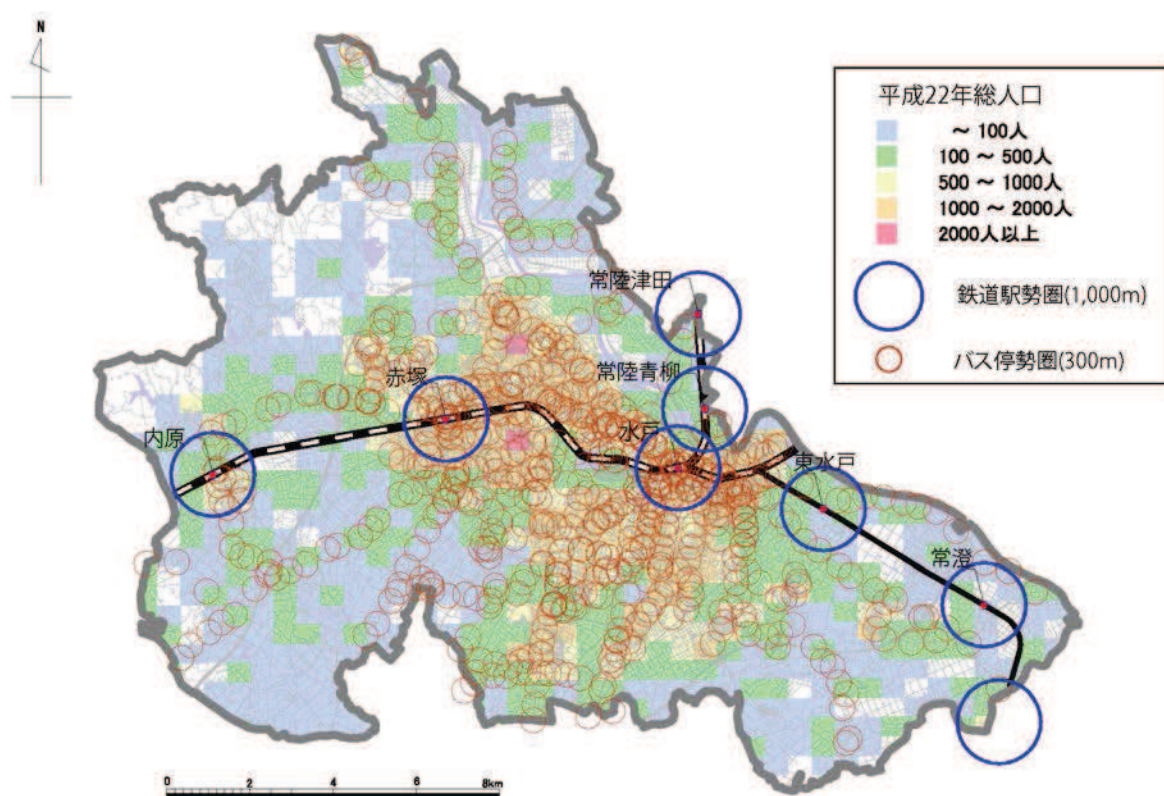 N
平成22年総人口
～ 100人
100 ～ 500人
500 ～ 1000人
1000 ～ 2000人
2000人以上
鉄道駅勢圏(1,000m)
バス停勢圏(300m)
常陸津田
常陸青柳
赤塚
水戸
内原
東水戸
常澄
0 2 4 6 8km